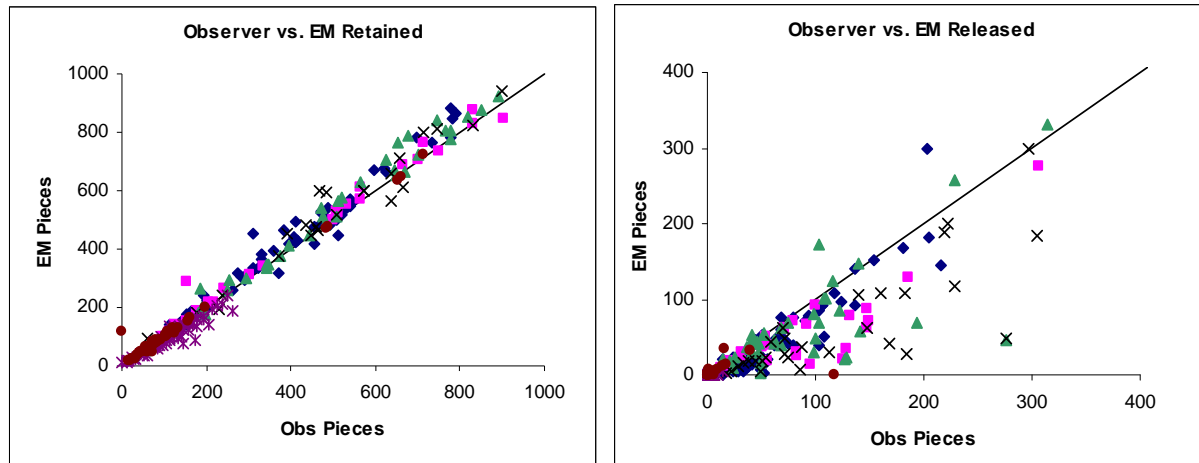 Observer vs. EM Retained
EM Pieces
1000
800
600
400
200
0
0 200 400 600 800 1000
Obs Pieces
Observer vs. EM Released
EM Pieces
400
300
200
100
0
0 100 200 300 400
Obs Pieces